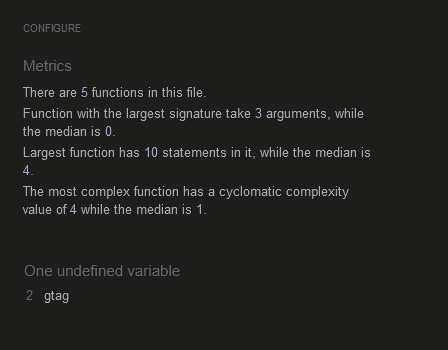 CONFIGURE
Metrics
There are 5 functions in this file.
Function with the largest signature take 3 arguments, while
the median is 0.
Largest function has 10 statements in it, while the median is
4.
The most complex function has a cyclomatic complexity
value of 4 while the median is 1.
One undefined variable
2 gtag